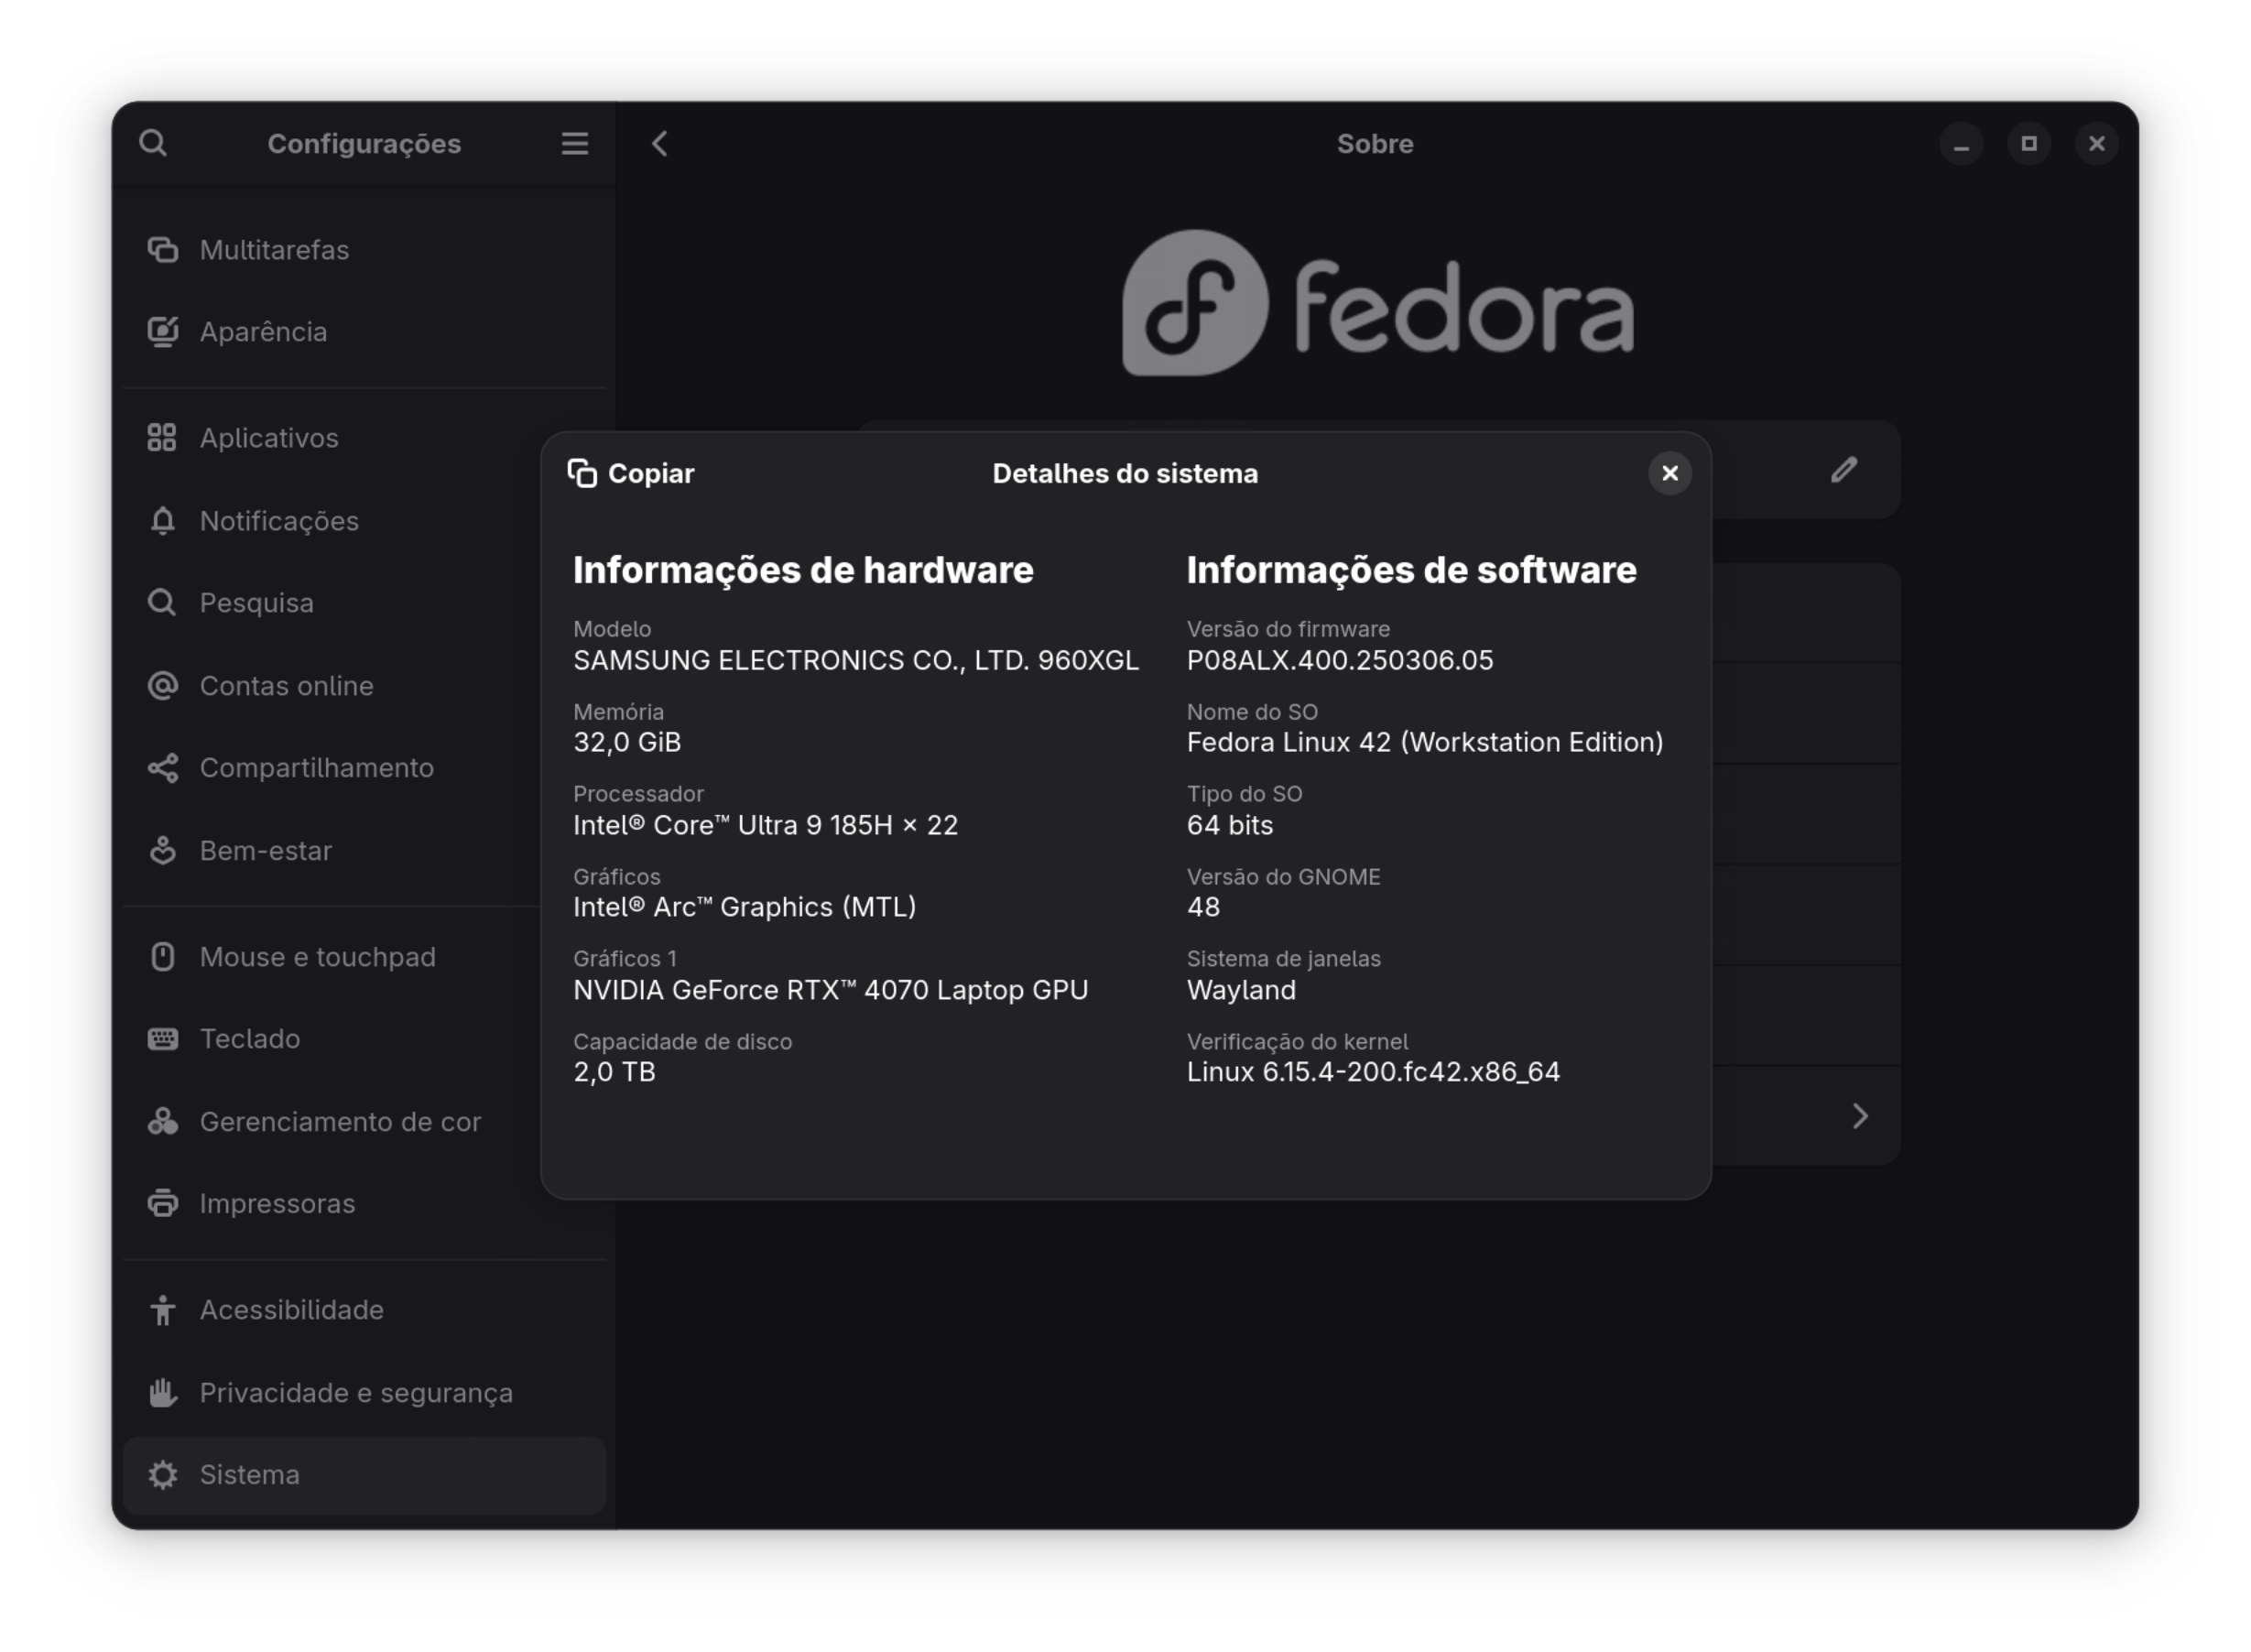 Configurações
Multitarefas
Aparência
Aplicativos
Notificações
Pesquisa
Contas online
Compartilhamento
Bem-estar
Mouse e touchpad
Teclado
Gerenciamento de cor
Impressoras
Acessibilidade
Privacidade e segurança
Sistema
Sobre
fedora
Copiar
Detalhes do sistema
Informações de hardware
Modelo
SAMSUNG ELECTRONICS CO., LTD. 960XGL
Memória
32,0 GiB
Processador
Intel® Core™ Ultra 9 185H × 22
Gráficos
Intel® Arc™ Graphics (MTL)
Gráficos 1
NVIDIA GeForce RTX™ 4070 Laptop GPU
Capacidade de disco
2,0 TB
Informações de software
Versão do firmware
P08ALX.400.250306.05
Nome do SO
Fedora Linux 42 (Workstation Edition)
Tipo do SO
64 bits
Versão do GNOME
48
Sistema de janelas
Wayland
Verificação do kernel
Linux 6.15.4-200.fc42.x86_64